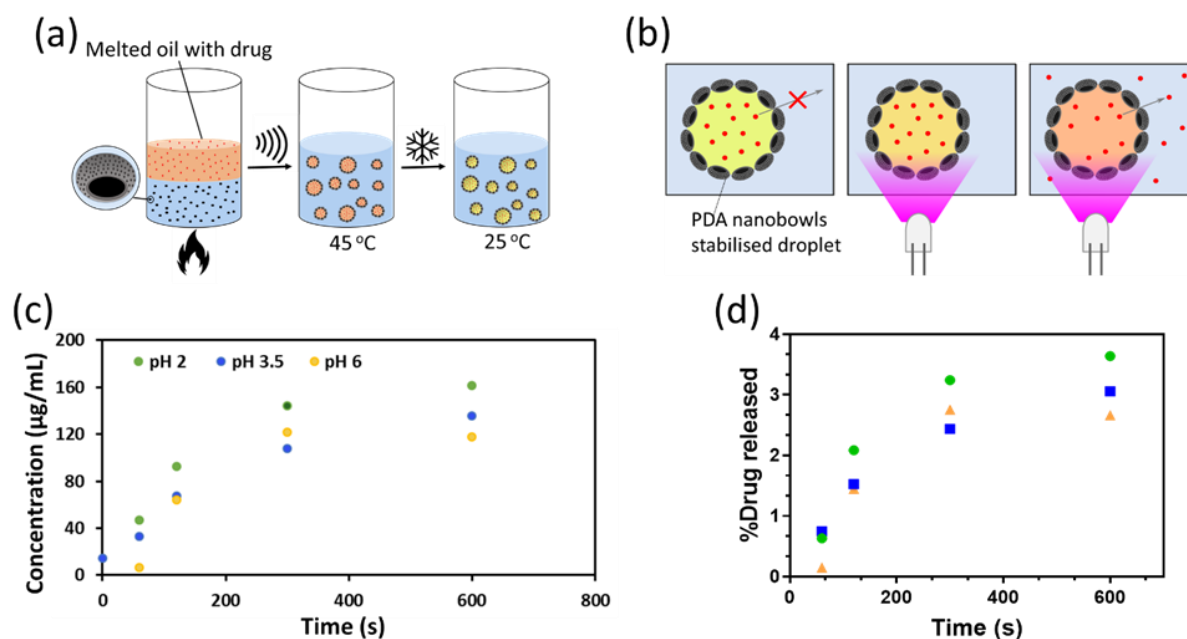 (a)
Melted oil with drug
45 °C
25 °C
(b)
PDA nanobowls
stabilised droplet
(c)
Concentration (µg/mL)
200
160
120
80
40
0
pH 2
pH 3.5
pH 6
0
200
400
600
800
Time (s)
(d)
%Drug released
4
3
2
1
0
0
200
400
600
Time (s)